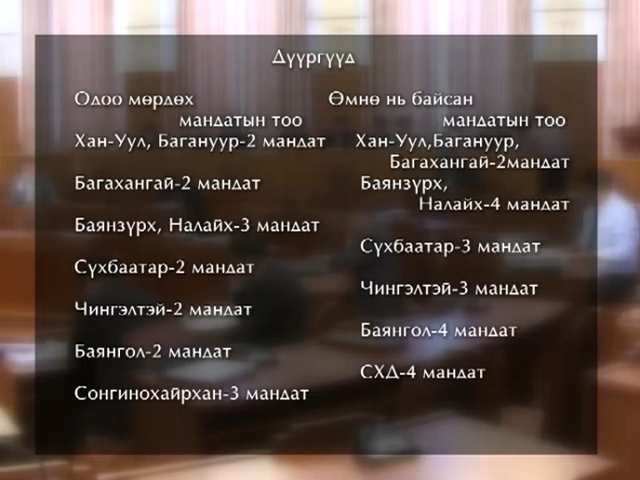 Дүүргүүд
Одоо мөрдөх
мандатын тоо
Хан-Уул, Багануур-2 мандат
Багахангай-2 мандат
Баянзүрх, Налайх-3 мандат
Сүхбаатар-2 мандат
Чингэлтэй-2 мандат
Баянгол-2 мандат
Сонгинохайрхан-3 мандат
Өмнө нь байсан
мандатын тоо
Хан-Уул,Багануур,
Багахангай-2мандат
Баянзүрх,
Налайх-4 мандат
Сүхбаатар-3 мандат
Чингэлтэй-3 мандат
Баянгол-4 мандат
СХД-4 мандат